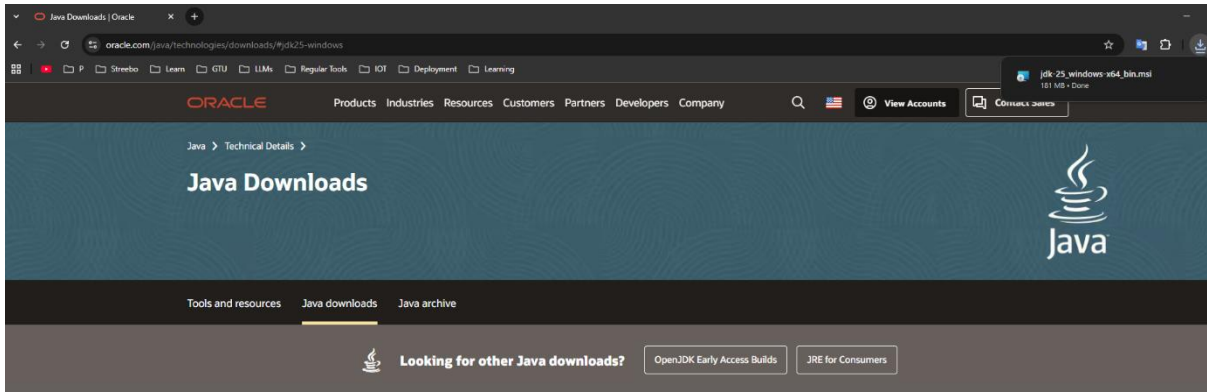 Java Downloads | Oracle
oracle.com/java/technologies/downloads/#jdk25-windows
P Streebo Learn GTU LLMs Regular Tools IOT Deployment Learning
jdk-25_windows-x64_bin.msi
181 MB • Done
ORACLE Products Industries Resources Customers Partners Developers Company View Accounts Contact Sales
Java Technical Details
Java Downloads
Java
Tools and resources Java downloads Java archive
Looking for other Java downloads? OpenJDK Early Access Builds JRE for Consumers